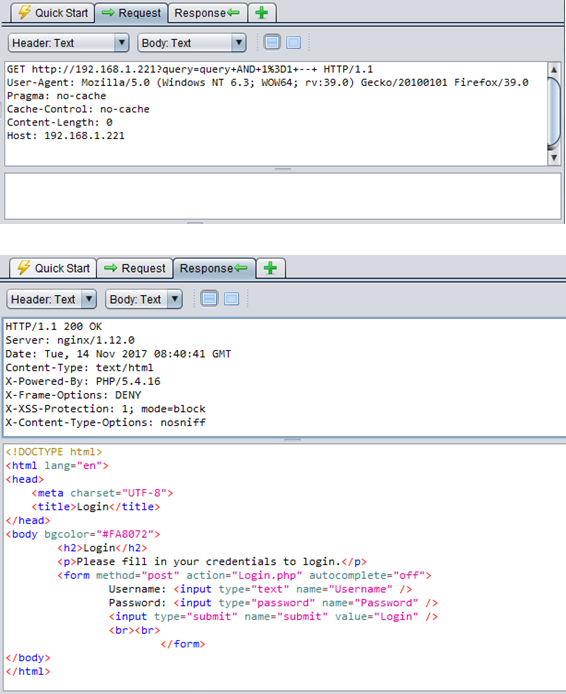 Quick Start Request Response
Header: Text Body: Text
GET http://192.168.1.221?query=query+AND+1%3D1+--+ HTTP/1.1
User-Agent: Mozilla/5.0 (Windows NT 6.3; WOW64; rv:39.0) Gecko/20100101 Firefox/39.0
Pragma: no-cache
Cache-Control: no-cache
Content-Length: 0
Host: 192.168.1.221
Quick Start Request Response
Header: Text Body: Text
HTTP/1.1 200 OK
Server: nginx/1.12.0
Date: Tue, 14 Nov 2017 08:40:41 GMT
Content-Type: text/html
X-Powered-By: PHP/5.4.16
X-Frame-Options: DENY
X-XSS-Protection: 1; mode=block
X-Content-Type-Options: nosniff
<!DOCTYPE html>
<html lang="en">
<head>
<meta charset="UTF-8">
<title>Login</title>
</head>
<body bgcolor="#FA8072">
<h2>Login</h2>
<p>Please fill in your credentials to login.</p>
<form method="post" action="Login.php" autocomplete="off">
Username: <input type="text" name="Username" />
Password: <input type="password" name="Password" />
<input type="submit" name="submit" value="Login" />
<br><br>
</form>
</body>
</html>